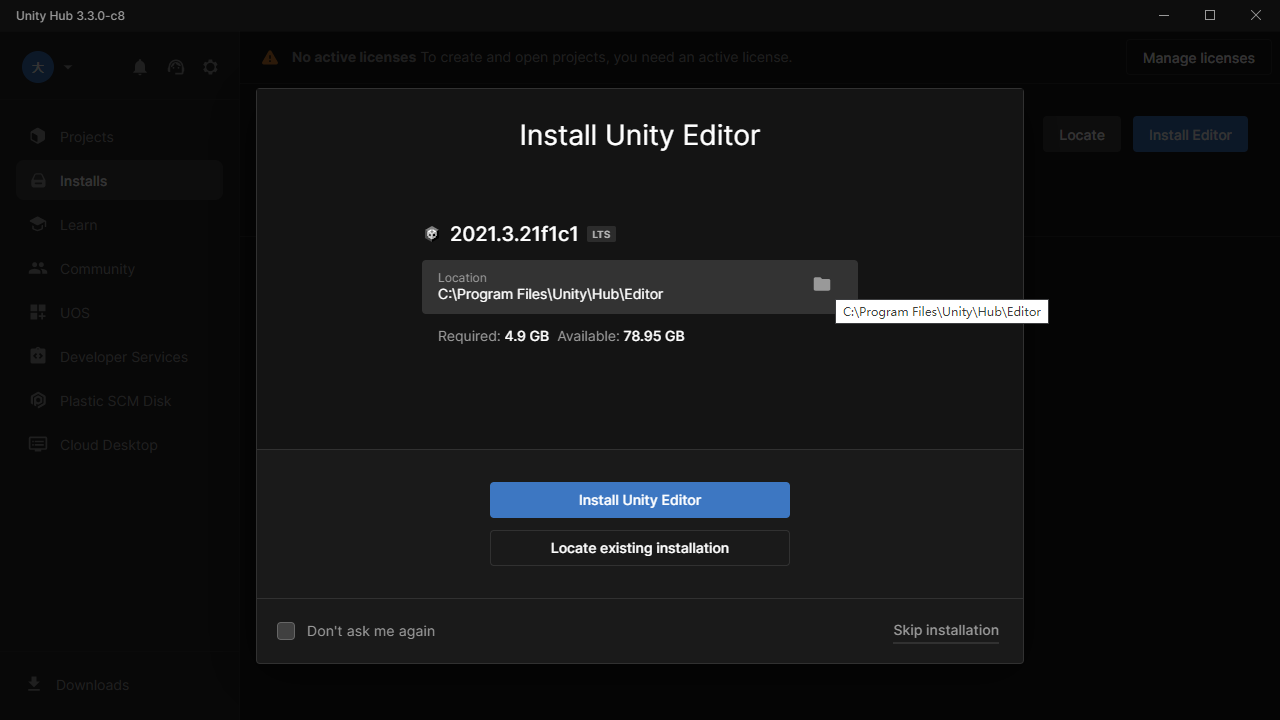 Unity Hub 3.3.0-c8
大
No active licenses To create and open projects, you need an active license.
Manage licenses
Projects
Installs
Learn
Community
UOS
Developer Services
Plastic SCM Disk
Cloud Desktop
Downloads
Locate
Install Editor
Install Unity Editor
2021.3.21f1c1 LTS
Location
C:\Program Files\Unity\Hub\Editor
C:\Program Files\Unity\Hub\Editor
Required: 4.9 GB Available: 78.95 GB
Install Unity Editor
Locate existing installation
Don't ask me again
Skip installation